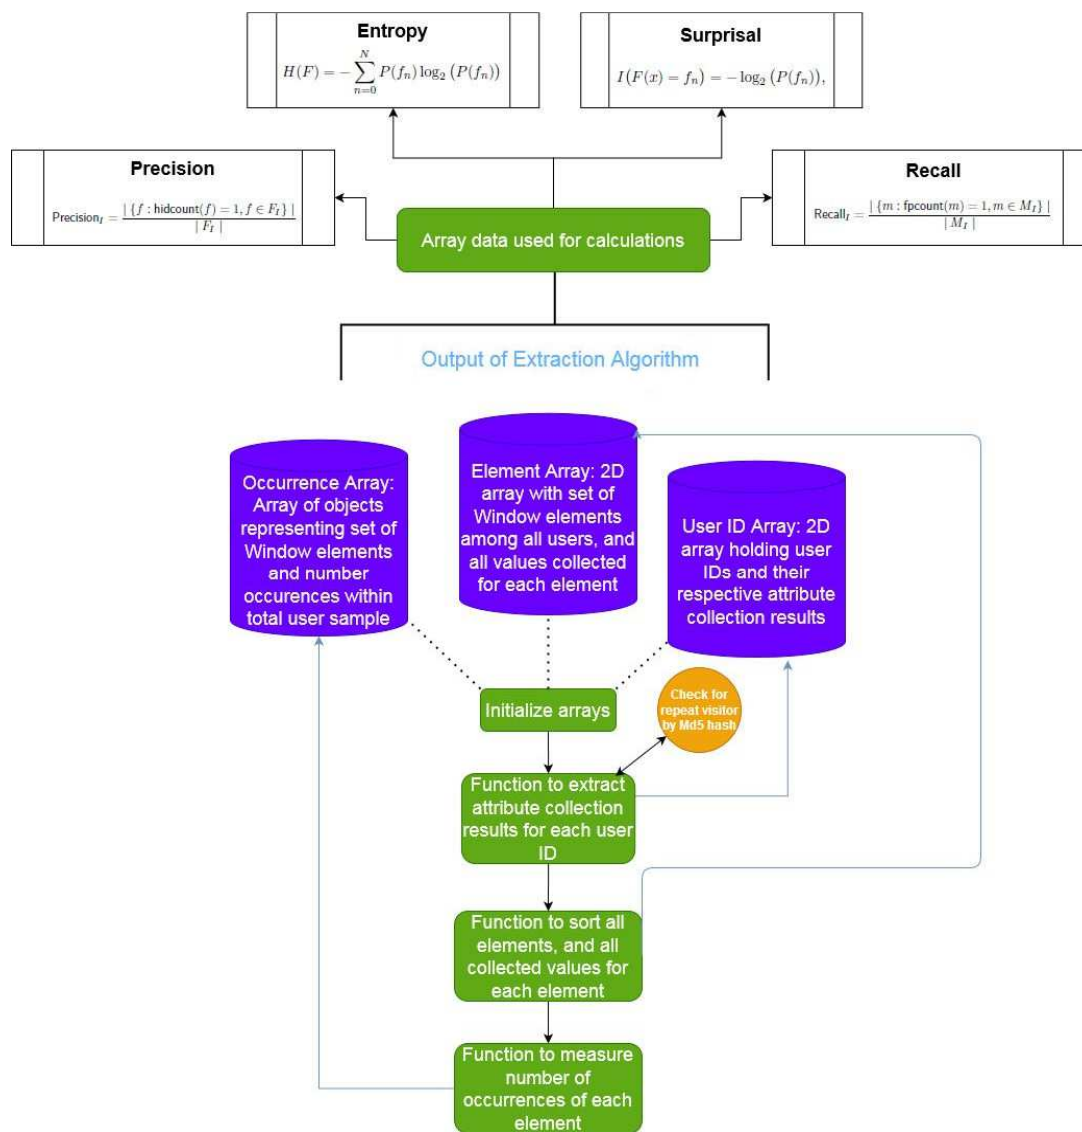 Entropy
H(F) = − ∑_{n=0}^{N} P(f_n) log_2 (P(f_n))
Surprisal
I(F(x) = f_n) = − log_2 (P(f_n)),
Precision
Precision_I = | {f : hidcount(f) = 1, f ∈ F_I} | / | F_I |
Recall
Recall_I = | {m : fpcount(m) = 1, m ∈ M_I} | / | M_I |
Array data used for calculations
Output of Extraction Algorithm
Occurrence Array:
Array of objects
representing set of
Window elements
and number
occurences within
total user sample
Element Array: 2D
array with set of
Window elements
among all users, and
all values collected
for each element
User ID Array: 2D
array holding user
IDs and their
respective attribute
collection results
Initialize arrays
Check for
repeat visitor
by Md5 hash
Function to extract
attribute collection
results for each user
ID
Function to sort all
elements, and all
collected values for
each element
Function to measure
number of
occurrences of each
element